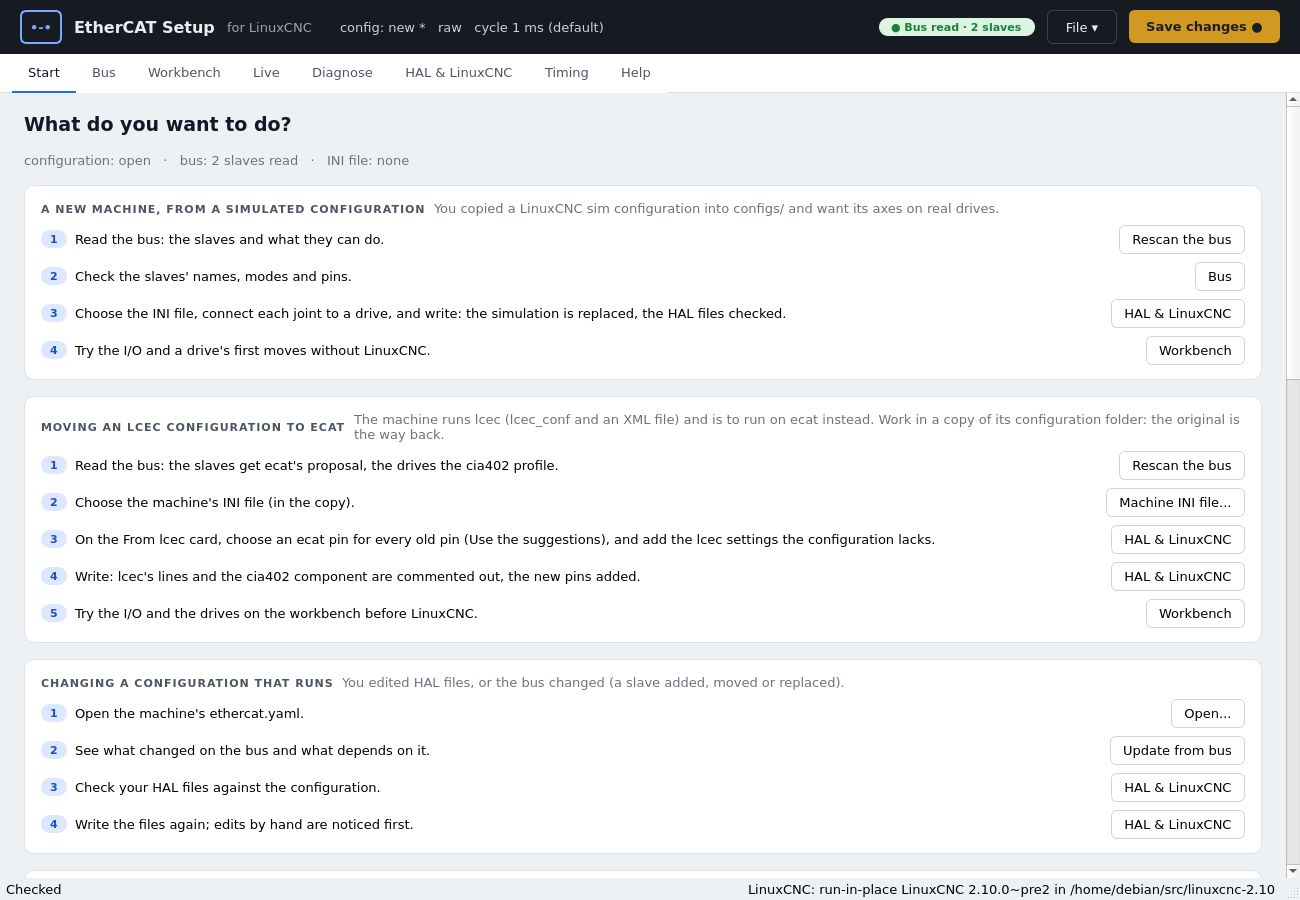 EtherCAT Setup for LinuxCNC config: new * raw cycle 1 ms (default) ● Bus read · 2 slaves File ▾ Save changes ●
Start Bus Workbench Live Diagnose HAL & LinuxCNC Timing Help
What do you want to do?
configuration: open · bus: 2 slaves read · INI file: none
A NEW MACHINE, FROM A SIMULATED CONFIGURATION You copied a LinuxCNC sim configuration into configs/ and want its axes on real drives.
1 Read the bus: the slaves and what they can do. Rescan the bus
2 Check the slaves' names, modes and pins. Bus
3 Choose the INI file, connect each joint to a drive, and write: the simulation is replaced, the HAL files checked. HAL & LinuxCNC
4 Try the I/O and a drive's first moves without LinuxCNC. Workbench
MOVING AN LCEC CONFIGURATION TO ECAT The machine runs lcec (lcec_conf and an XML file) and is to run on ecat instead. Work in a copy of its configuration folder: the original is
the way back.
1 Read the bus: the slaves get ecat's proposal, the drives the cia402 profile. Rescan the bus
2 Choose the machine's INI file (in the copy). Machine INI file...
3 On the From lcec card, choose an ecat pin for every old pin (Use the suggestions), and add the lcec settings the configuration lacks. HAL & LinuxCNC
4 Write: lcec's lines and the cia402 component are commented out, the new pins added. HAL & LinuxCNC
5 Try the I/O and the drives on the workbench before LinuxCNC. Workbench
CHANGING A CONFIGURATION THAT RUNS You edited HAL files, or the bus changed (a slave added, moved or replaced).
1 Open the machine's ethercat.yaml. Open...
2 See what changed on the bus and what depends on it. Update from bus
3 Check your HAL files against the configuration. HAL & LinuxCNC
4 Write the files again; edits by hand are noticed first. HAL & LinuxCNC
Checked LinuxCNC: run-in-place LinuxCNC 2.10.0~pre2 in /home/debian/src/linuxcnc-2.10